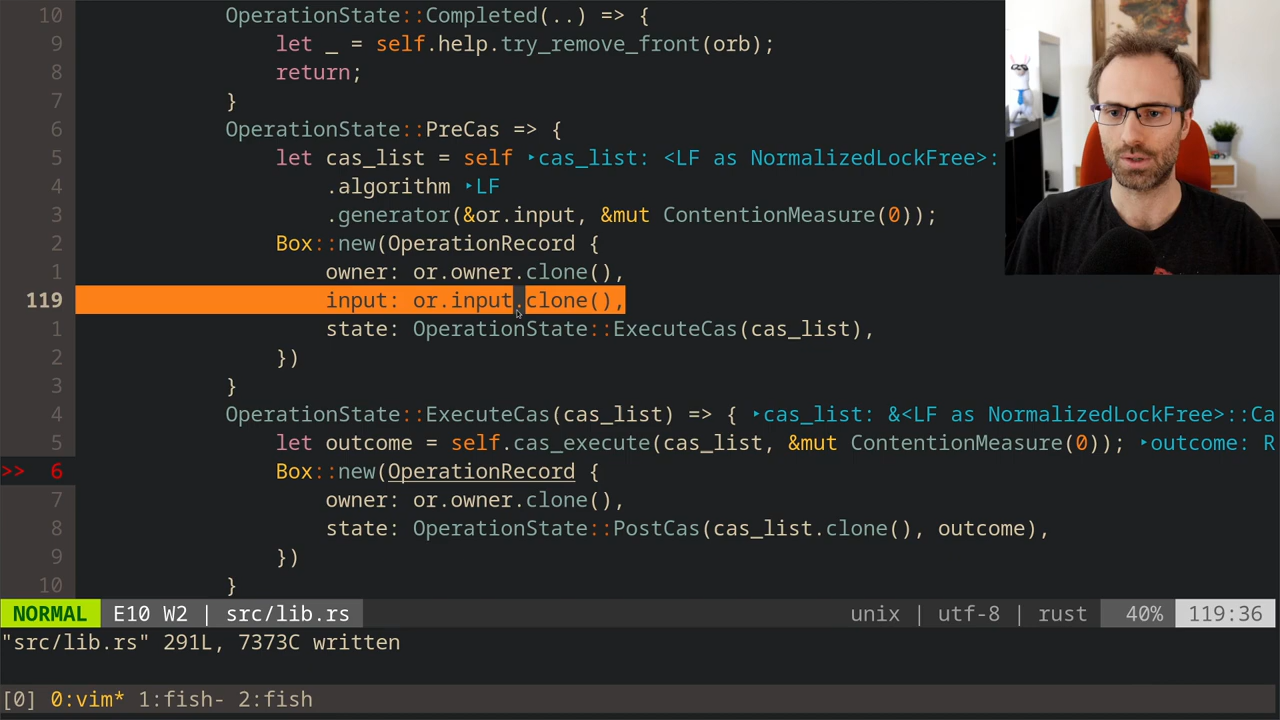 10 OperationState::Completed(..) => {
9 let _ = self.help.try_remove_front(orb);
8 return;
7 }
6 OperationState::PreCas => {
5 let cas_list = self ‣cas_list: <LF as NormalizedLockFree>:
4 .algorithm ‣LF
3 .generator(&or.input, &mut ContentionMeasure(0));
2 Box::new(OperationRecord {
1 owner: or.owner.clone(),
119 input: or.input.clone(),
1 state: OperationState::ExecuteCas(cas_list),
2 })
3 }
4 OperationState::ExecuteCas(cas_list) => { ‣cas_list: &<LF as NormalizedLockFree>::Ca
5 let outcome = self.cas_execute(cas_list, &mut ContentionMeasure(0)); ‣outcome: R
>> 6 Box::new(OperationRecord {
7 owner: or.owner.clone(),
8 state: OperationState::PostCas(cas_list.clone(), outcome),
9 })
10 }
NORMAL E10 W2 | src/lib.rs unix | utf-8 | rust 40% 119:36
"src/lib.rs" 291L, 7373C written
[0] 0:vim* 1:fish- 2:fish